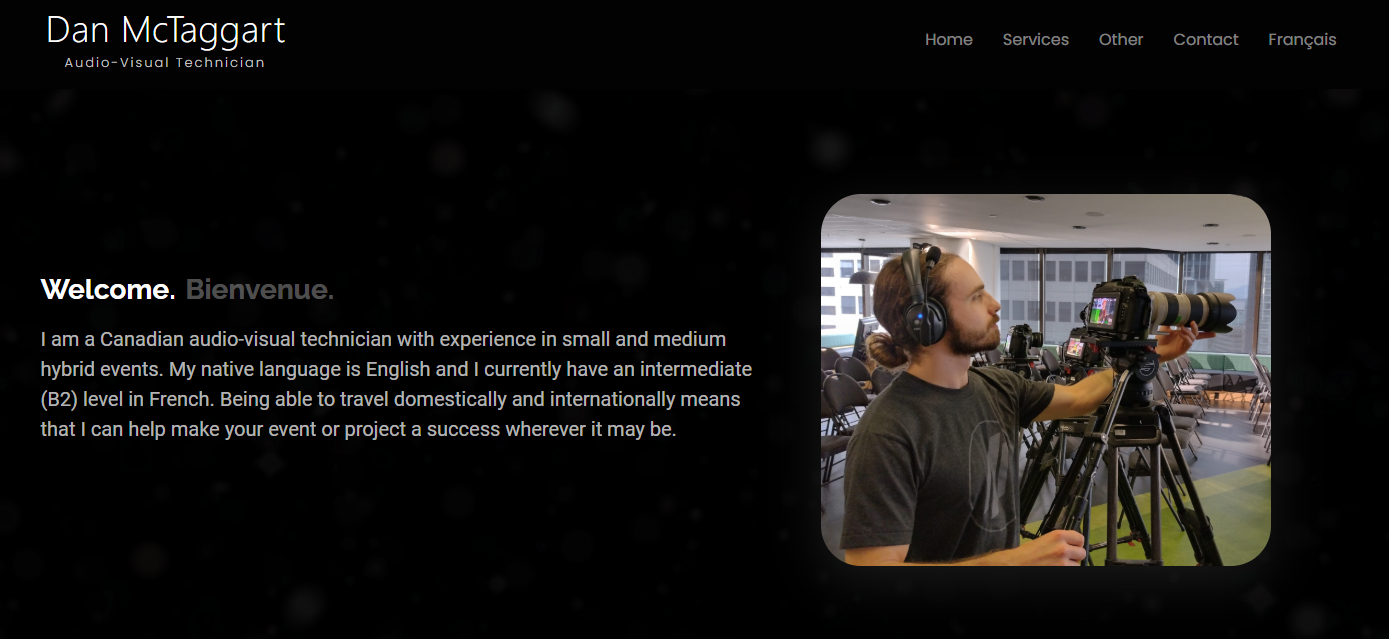 Dan McTaggart
Audio-Visual Technician
Home Services Other Contact Français
Welcome. Bienvenue.
I am a Canadian audio-visual technician with experience in small and medium
hybrid events. My native language is English and I currently have an intermediate
(B2) level in French. Being able to travel domestically and internationally means
that I can help make your event or project a success wherever it may be.